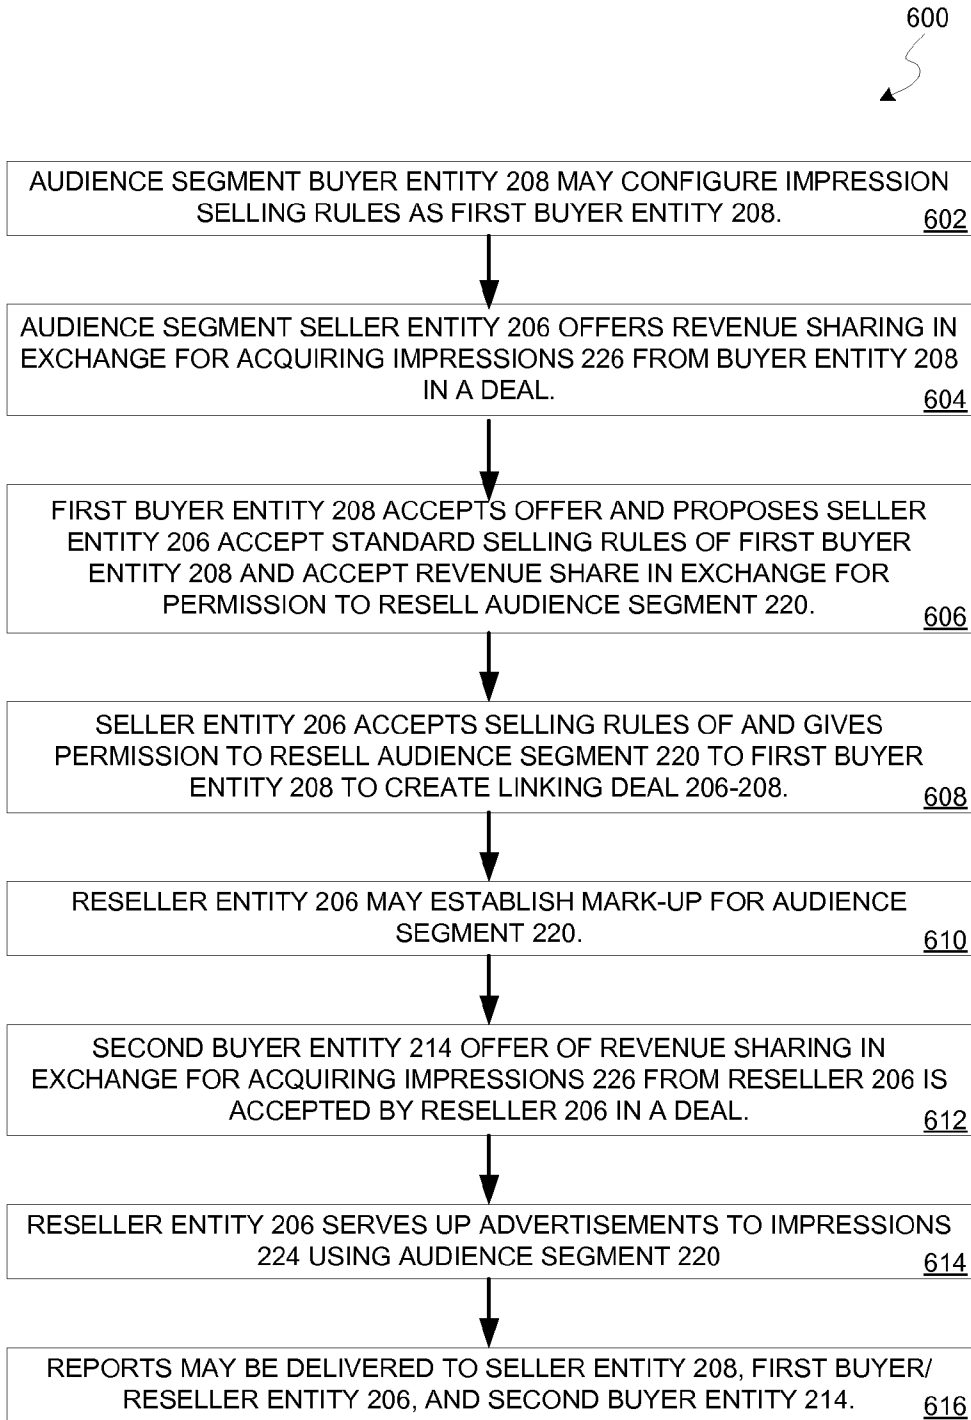 600
AUDIENCE SEGMENT BUYER ENTITY 208 MAY CONFIGURE IMPRESSION
SELLING RULES AS FIRST BUYER ENTITY 208.
602
AUDIENCE SEGMENT SELLER ENTITY 206 OFFERS REVENUE SHARING IN
EXCHANGE FOR ACQUIRING IMPRESSIONS 226 FROM BUYER ENTITY 208
IN A DEAL.
604
FIRST BUYER ENTITY 208 ACCEPTS OFFER AND PROPOSES SELLER
ENTITY 206 ACCEPT STANDARD SELLING RULES OF FIRST BUYER
ENTITY 208 AND ACCEPT REVENUE SHARE IN EXCHANGE FOR
PERMISSION TO RESELL AUDIENCE SEGMENT 220.
606
SELLER ENTITY 206 ACCEPTS SELLING RULES OF AND GIVES
PERMISSION TO RESELL AUDIENCE SEGMENT 220 TO FIRST BUYER
ENTITY 208 TO CREATE LINKING DEAL 206-208.
608
RESELLER ENTITY 206 MAY ESTABLISH MARK-UP FOR AUDIENCE
SEGMENT 220.
610
SECOND BUYER ENTITY 214 OFFER OF REVENUE SHARING IN
EXCHANGE FOR ACQUIRING IMPRESSIONS 226 FROM RESELLER 206 IS
ACCEPTED BY RESELLER 206 IN A DEAL.
612
RESELLER ENTITY 206 SERVES UP ADVERTISEMENTS TO IMPRESSIONS
224 USING AUDIENCE SEGMENT 220
614
REPORTS MAY BE DELIVERED TO SELLER ENTITY 208, FIRST BUYER/
RESELLER ENTITY 206, AND SECOND BUYER ENTITY 214.
616